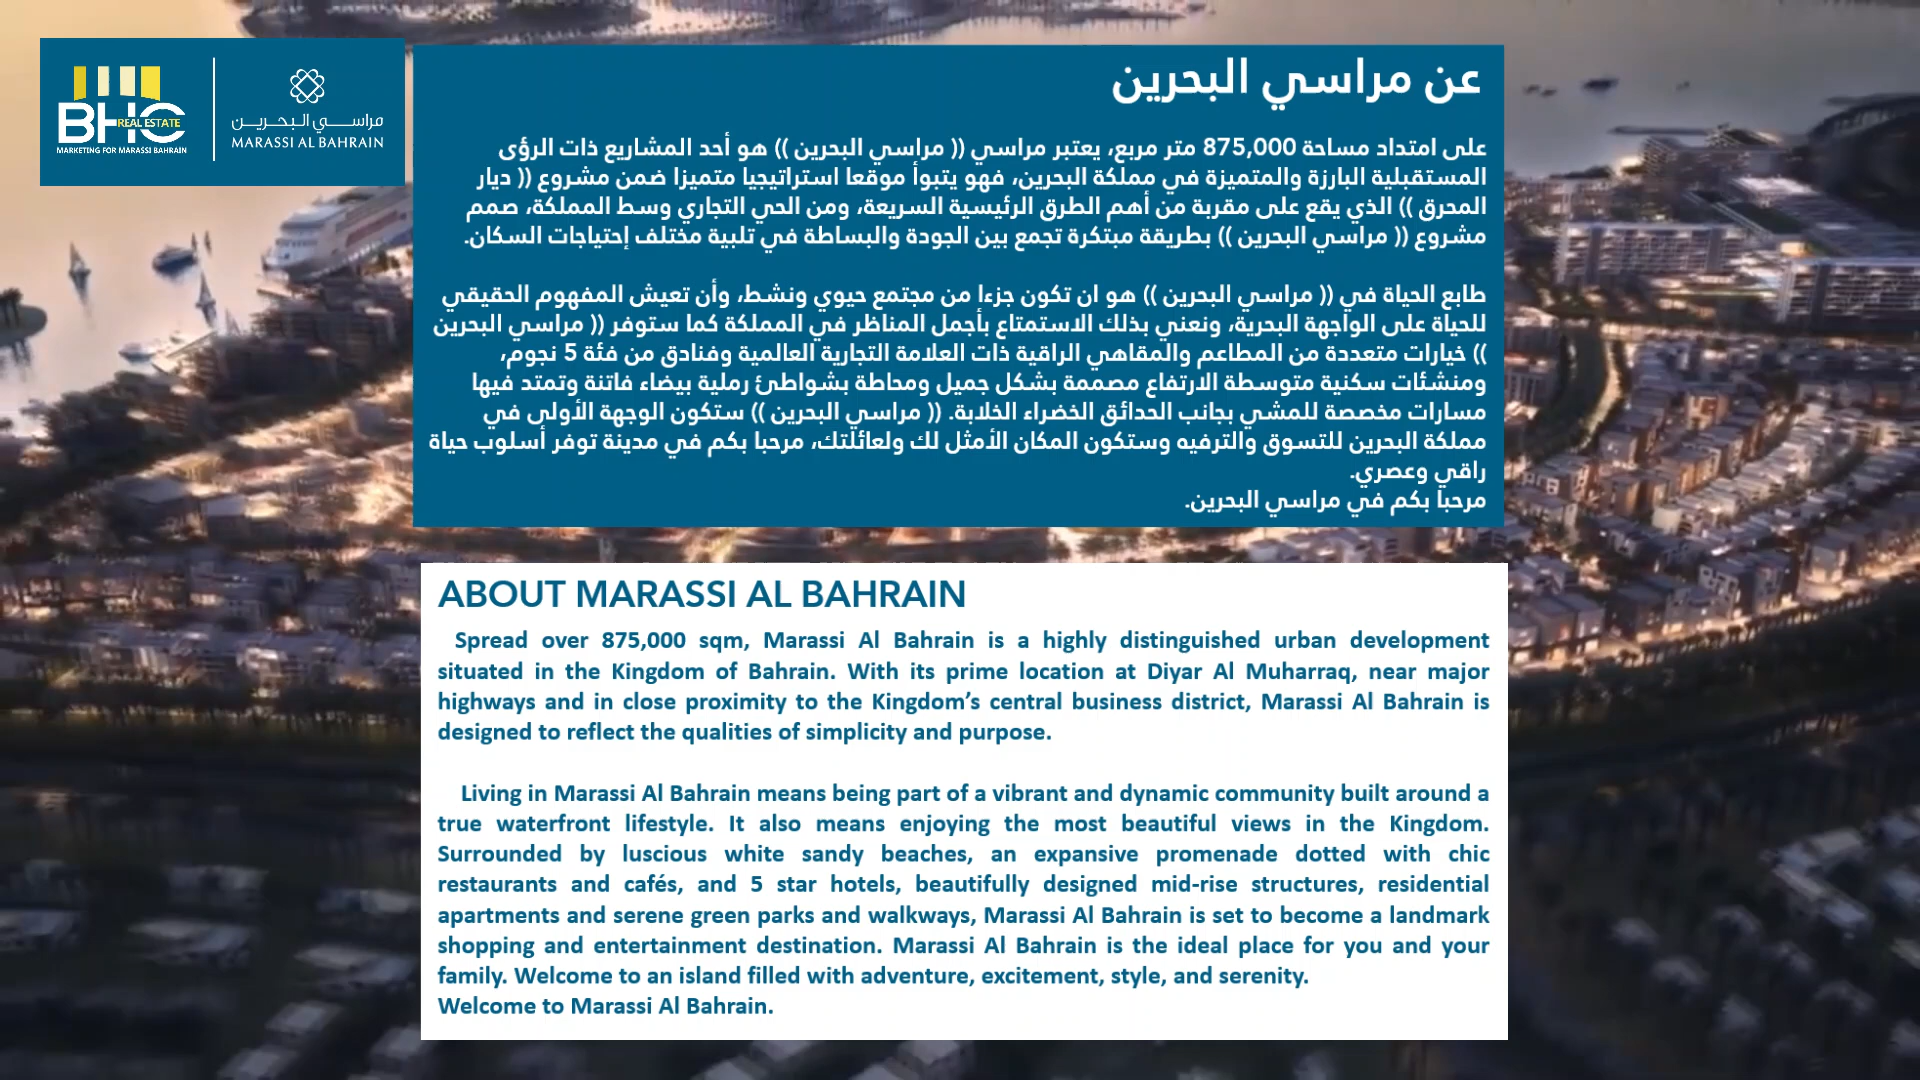 BHC
REAL ESTATE
MARKETING FOR MARASSI BAHRAIN
مراسي البحرين
MARASSI AL BAHRAIN
عن مراسي البحرين
على امتداد مساحة 875,000 متر مربع، يعتبر مراسي (( مراسي البحرين )) هو أحد المشاريع ذات الرؤى
المستقبلية البارزة والمتميزة في مملكة البحرين، فهو يتبوأ موقعا استراتيجيا متميزا ضمن مشروع (( ديار
المحرق )) الذي يقع على مقربة من أهم الطرق الرئيسية السريعة، ومن الحي التجاري وسط المملكة، صمم
مشروع (( مراسي البحرين )) بطريقة مبتكرة تجمع بين الجودة والبساطة في تلبية مختلف إحتياجات السكان.
طابع الحياة في (( مراسي البحرين )) هو ان تكون جزءا من مجتمع حيوي ونشط، وأن تعيش المفهوم الحقيقي
للحياة على الواجهة البحرية، ونعني بذلك الاستمتاع بأجمل المناظر في المملكة كما ستوفر (( مراسي البحرين
)) خيارات متعددة من المطاعم والمقاهي الراقية ذات العلامة التجارية العالمية وفنادق من فئة 5 نجوم،
ومنشئات سكنية متوسطة الارتفاع مصممة بشكل جميل ومحاطة بشواطئ رملية بيضاء فاتنة وتمتد فيها
مسارات مخصصة للمشي بجانب الحدائق الخضراء الخلابة. (( مراسي البحرين )) ستكون الوجهة الأولى في
مملكة البحرين للتسوق والترفيه وستكون المكان الأمثل لك ولعائلتك، مرحبا بكم في مدينة توفر أسلوب حياة
راقي وعصري.
مرحبا بكم في مراسي البحرين.
ABOUT MARASSI AL BAHRAIN
Spread over 875,000 sqm, Marassi Al Bahrain is a highly distinguished urban development
situated in the Kingdom of Bahrain. With its prime location at Diyar Al Muharraq, near major
highways and in close proximity to the Kingdom’s central business district, Marassi Al Bahrain is
designed to reflect the qualities of simplicity and purpose.
Living in Marassi Al Bahrain means being part of a vibrant and dynamic community built around a
true waterfront lifestyle. It also means enjoying the most beautiful views in the Kingdom.
Surrounded by luscious white sandy beaches, an expansive promenade dotted with chic
restaurants and cafés, and 5 star hotels, beautifully designed mid-rise structures, residential
apartments and serene green parks and walkways, Marassi Al Bahrain is set to become a landmark
shopping and entertainment destination. Marassi Al Bahrain is the ideal place for you and your
family. Welcome to an island filled with adventure, excitement, style, and serenity.
Welcome to Marassi Al Bahrain.